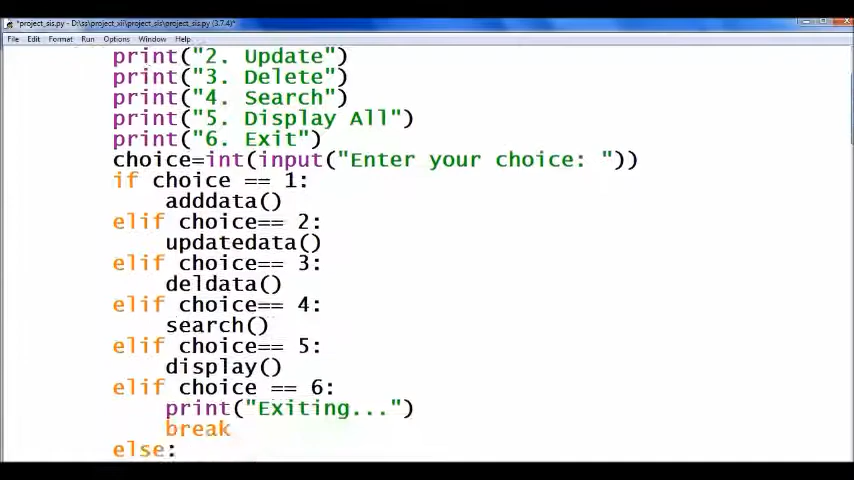 *project_sis.py - D:\ss\project_xii\project_sis\project_sis.py (3.7.4)*
File Edit Format Run Options Window Help
print("2. Update")
print("3. Delete")
print("4. Search")
print("5. Display All")
print("6. Exit")
choice=int(input("Enter your choice: "))
if choice == 1:
adddata()
elif choice== 2:
updatedata()
elif choice== 3:
deldata()
elif choice== 4:
search()
elif choice== 5:
display()
elif choice == 6:
print("Exiting...")
break
else: